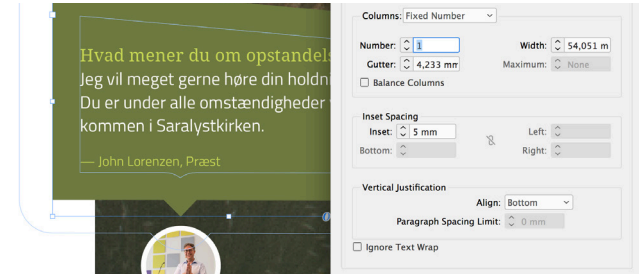 Hvad mener du om opstandels
Jeg vil meget gerne høre din holdni
Du er under alle omstændigheder
kommen i Saralystkirken.
— John Lorenzen, Præst
Columns: Fixed Number
Number: 1 Width: 54,051 m
Gutter: 4,233 mm Maximum: None
Balance Columns
Inset Spacing
Inset: 5 mm Left:
Bottom: Right:
Vertical Justification
Align: Bottom
Paragraph Spacing Limit: 0 mm
Ignore Text Wrap